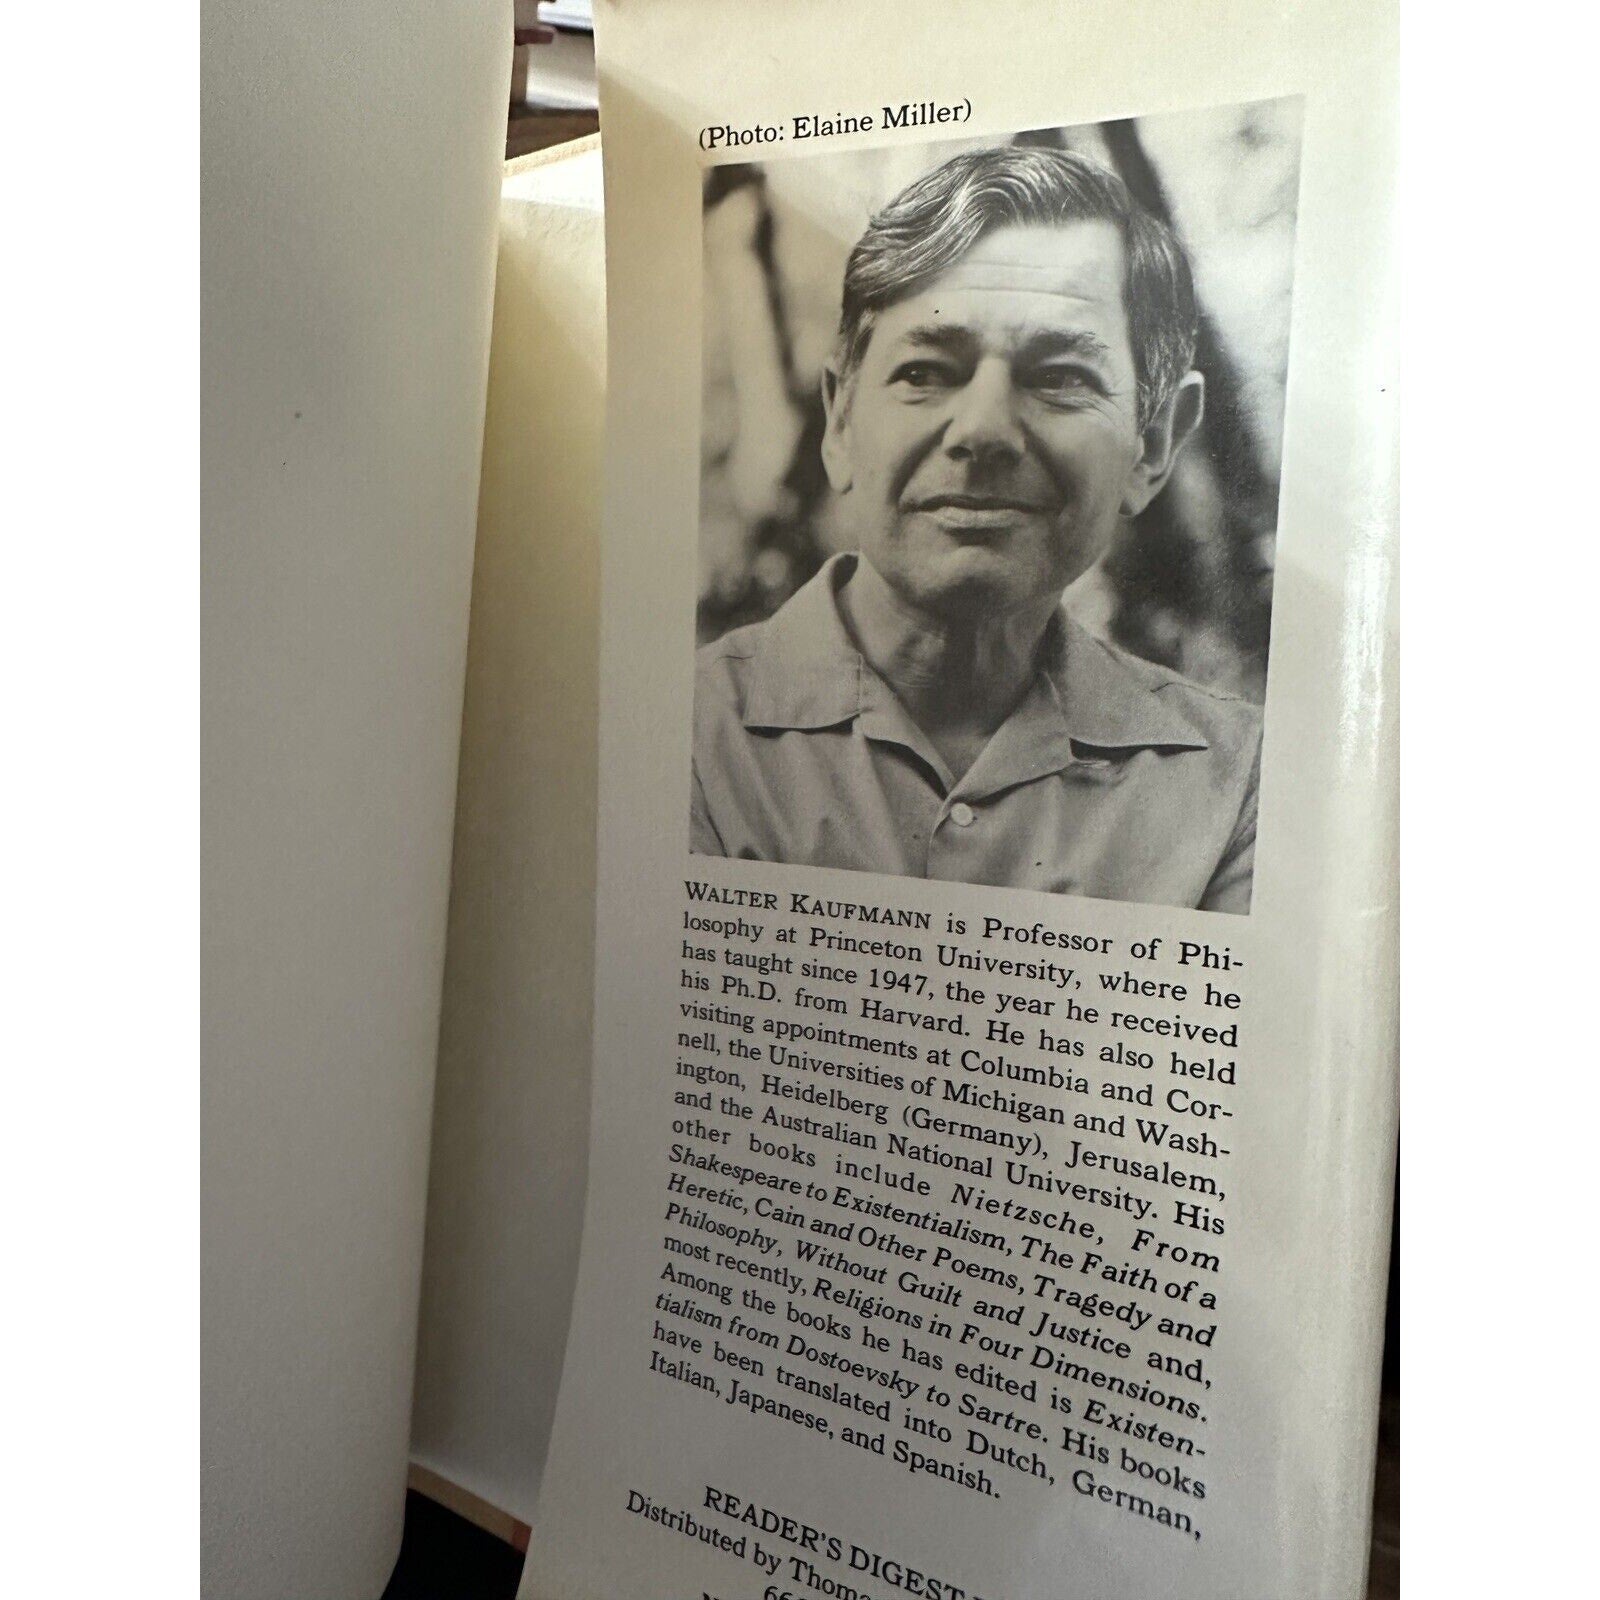 (Photo: Elaine Miller)
WALTER KAUFMANN is Professor of Phi-
losophy at Princeton University, where he
has taught since 1947, the year he received
his Ph.D. from Harvard. He has also held
visiting appointments at Columbia and Cor-
nell, the Universities of Michigan and Wash-
ington, Heidelberg (Germany), Jerusalem,
and the Australian National University. His
other books include Nietzsche, From
Shakespeare to Existentialism, The Faith of a
Heretic, Cain and Other Poems, Tragedy and
Philosophy, Without Guilt and Justice and,
most recently, Religions in Four Dimensions.
Among the books he has edited is Existen-
tialism from Dostoevsky to Sartre. His books
have been translated into Dutch, German,
Italian, Japanese, and Spanish.
READER'S DIGEST
Distributed by